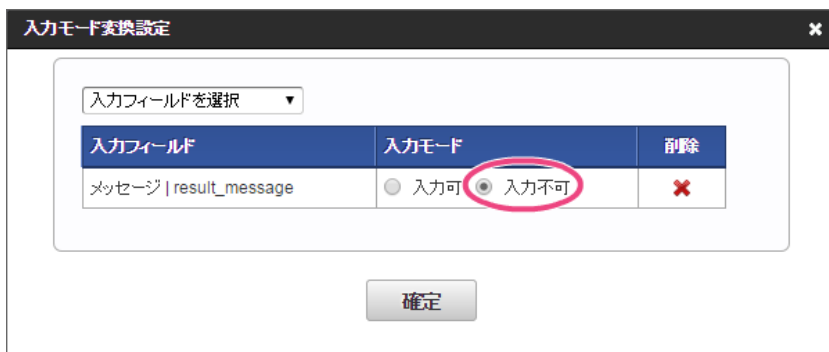 入力モード変換設定
入力フィールドを選択
入力フィールド 入力モード 削除
メッセージ | result_message 入力可 入力不可
確定